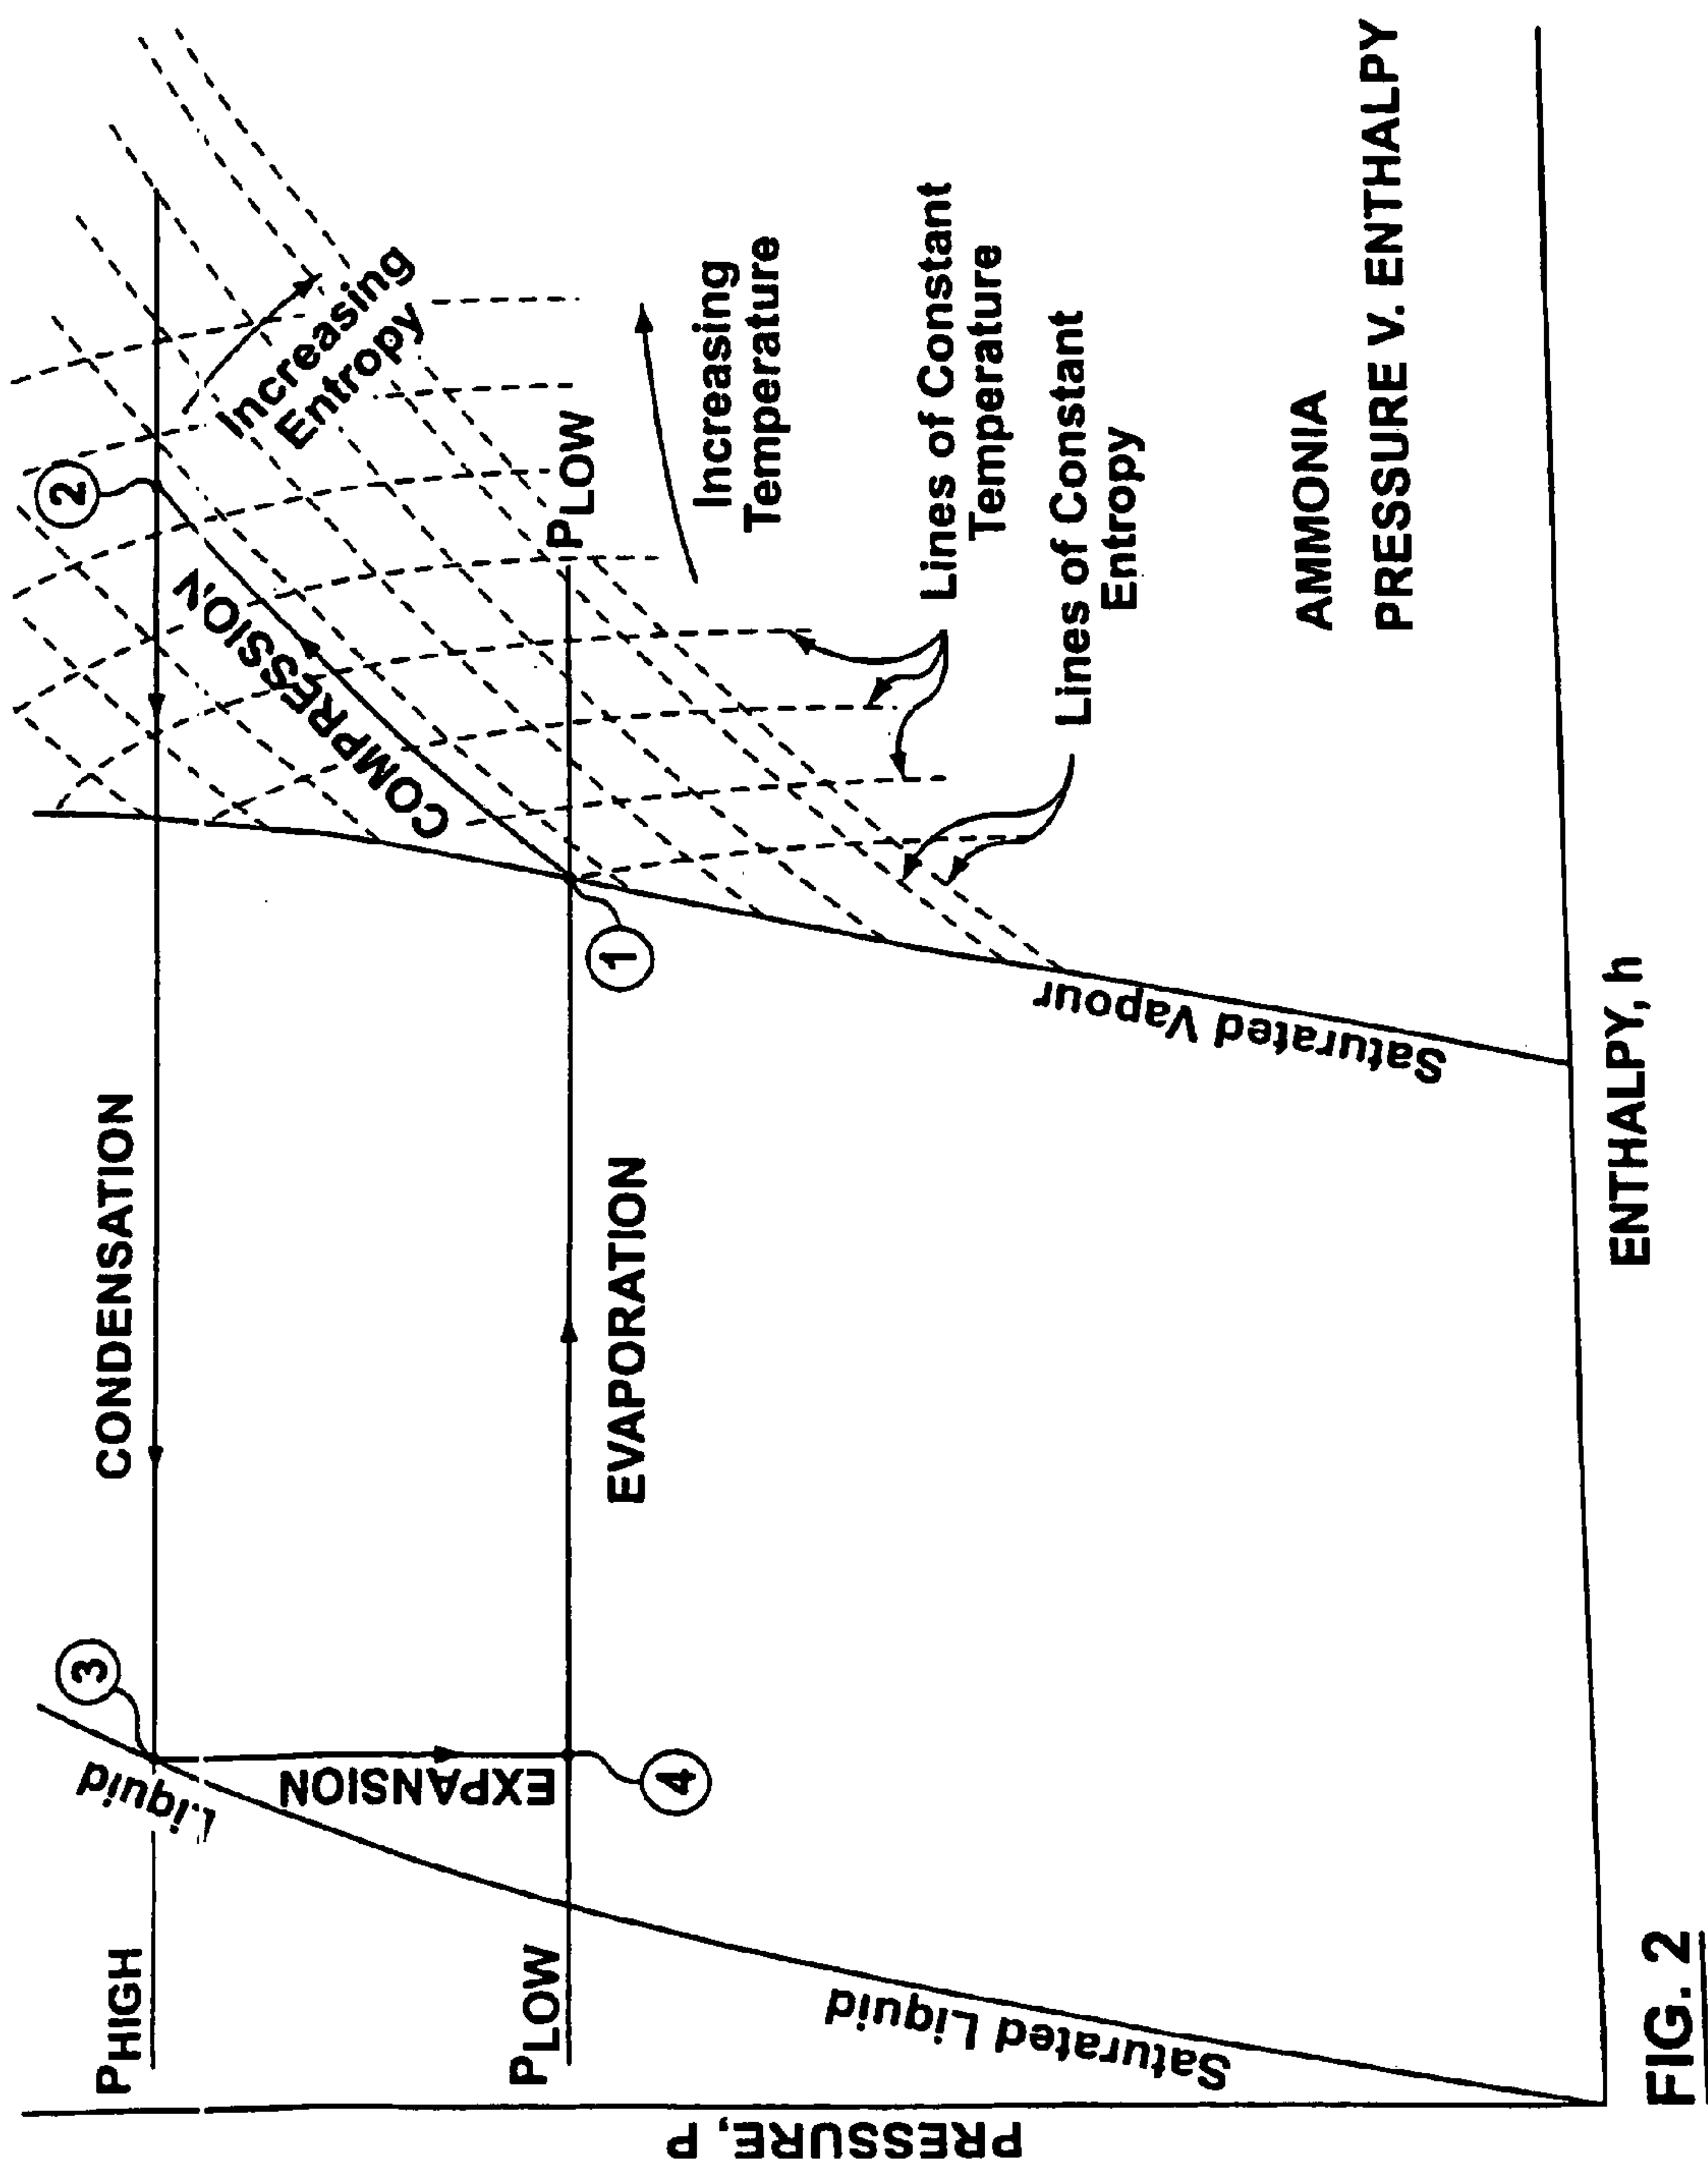 PHIGH
CONDENSATION
3
2
Liquid
EXPANSION
COMPRESSION
Increasing
Entropy
PLOW
EVAPORATION
PLOW
4
1
Increasing
Temperature
Lines of Constant
Temperature
Lines of Constant
Entropy
PRESSURE, P
Saturated Liquid
Saturated Vapour
AMMONIA
PRESSURE V. ENTHALPY
ENTHALPY, h
FIG. 2